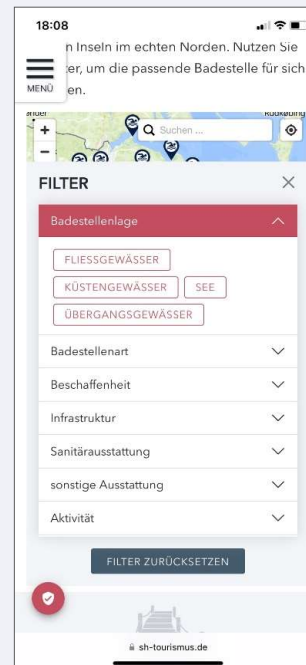 18:08
n Inseln im echten Norden. Nutzen Sie
er, um die passende Badestelle für sich
MENÜ
en.
Rudkøbing
+
Suchen ...
−
FILTER
Badestellenlage
FLIESSGEWÄSSER
KÜSTENGEWÄSSER SEE
ÜBERGANGSGEWÄSSER
Badestellenart
Beschaffenheit
Infrastruktur
Sanitärausstattung
sonstige Ausstattung
Aktivität
FILTER ZURÜCKSETZEN
sh-tourismus.de